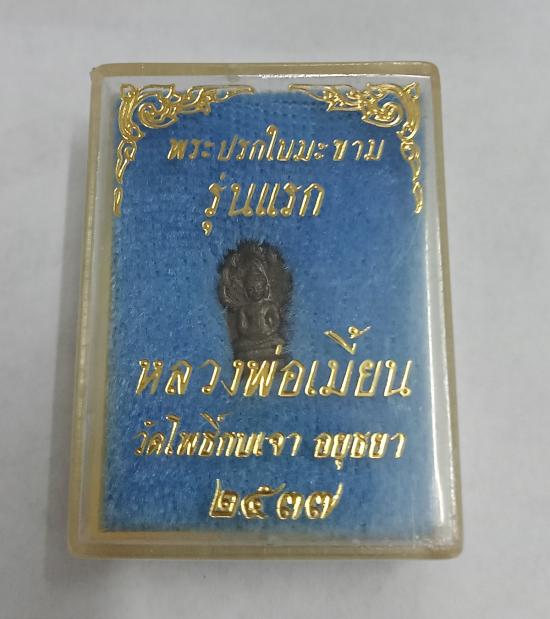 พระปรกใบมะขาม
รุ่นแรก
หลวงพ่อเมี้ยน
วัดโพธิ์กบเจา อยุธยา
๒๕๓๗